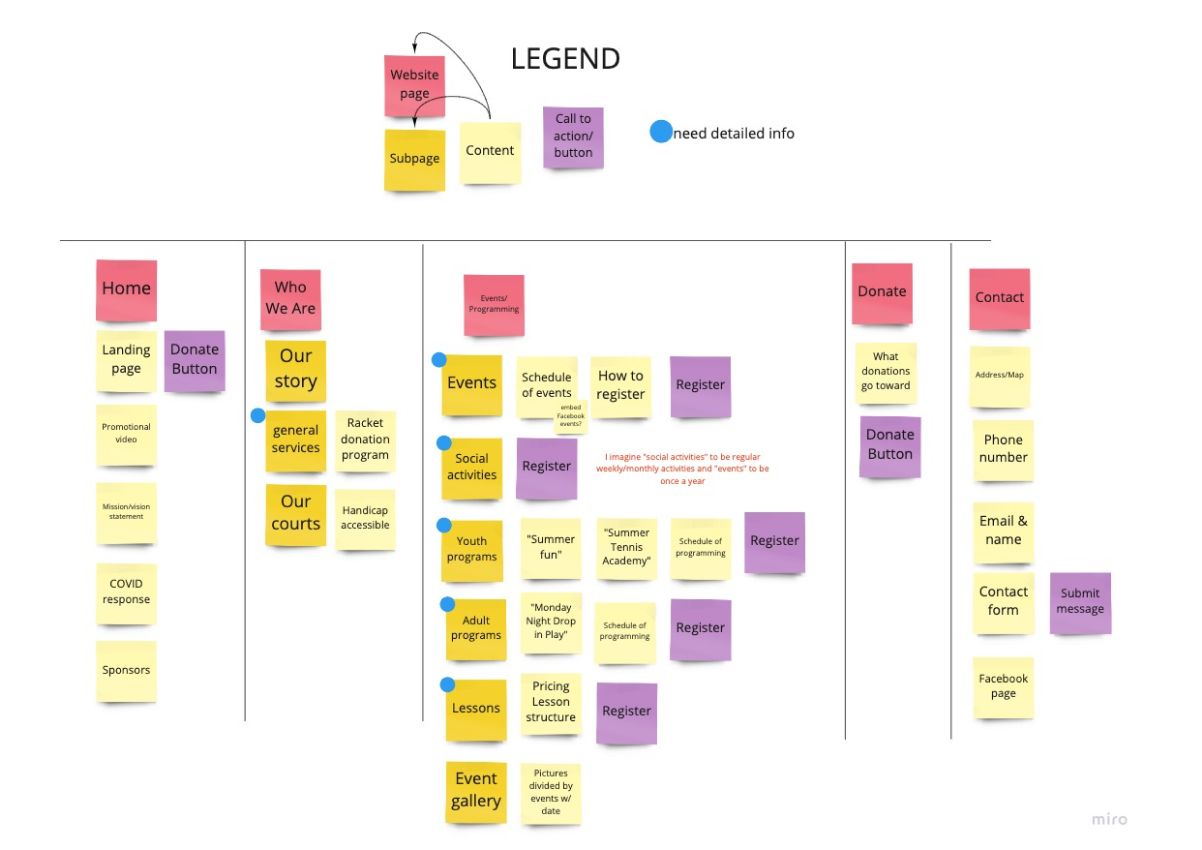 LEGEND
Website
page
Subpage
Content
Call to
action/
button
need detailed info
Home
Landing
page
Donate
Button
Promotional
video
Mission/vision
statement
COVID
response
Sponsors
Who
We Are
Our
story
general
services
Racket
donation
program
Our
courts
Handicap
accessible
Events/
Programming
Events
Schedule
of events
embed
Facebook
events?
How to
register
Register
Social
activities
Register
I imagine "social activities" to be regular
weekly/monthly activities and "events" to be
once a year
Youth
programs
"Summer
fun"
"Summer
Tennis
Academy"
Schedule of
programming
Register
Adult
programs
"Monday
Night Drop
in Play"
Schedule of
programming
Register
Lessons
Pricing
Lesson
structure
Register
Event
gallery
Pictures
divided by
events w/
date
Donate
What
donations
go toward
Donate
Button
Contact
Address/Map
Phone
number
Email &
name
Contact
form
Submit
message
Facebook
page
miro